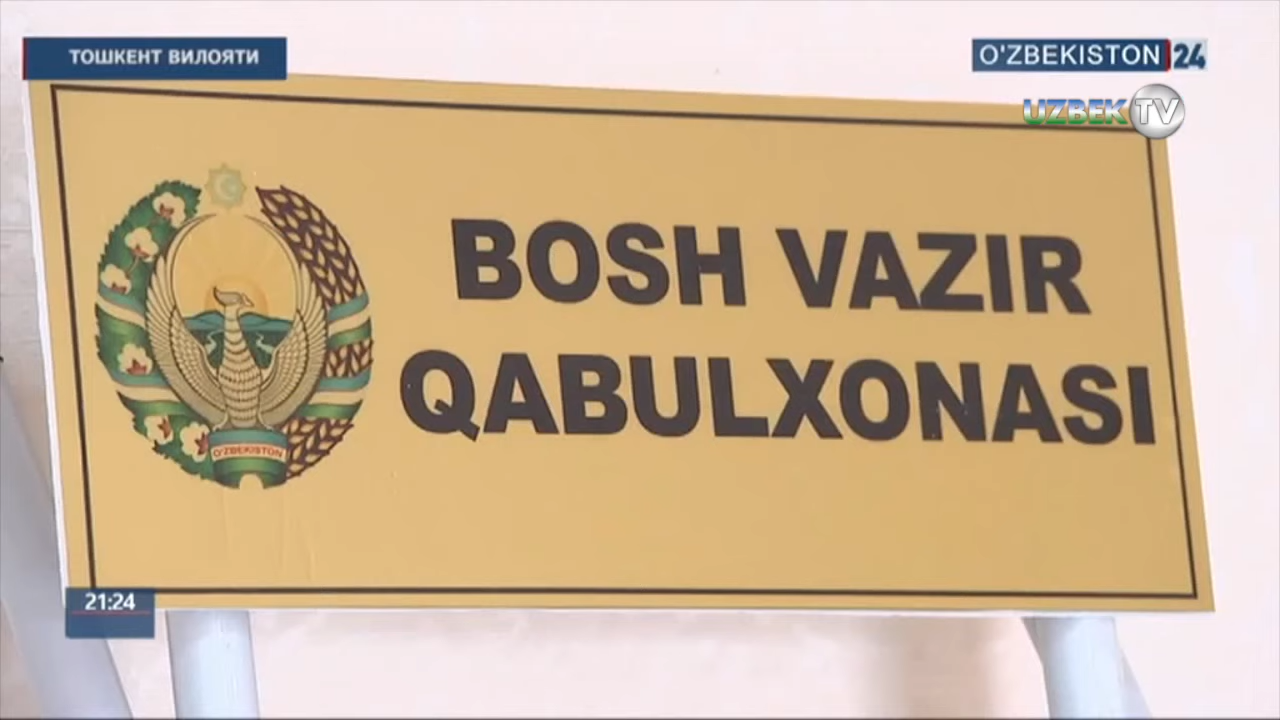 ТОШКЕНТ ВИЛОЯТИ
O'ZBEKISTON 24
UZBEK TV
BOSH VAZIR
QABULXONASI
O'ZBEKISTON
21:24